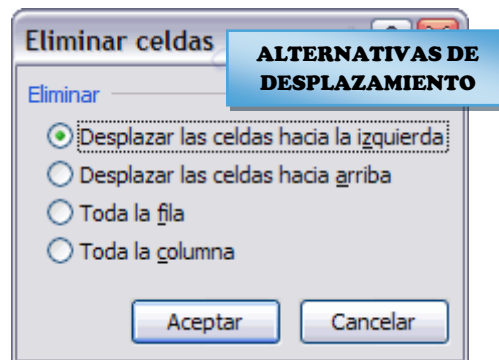 Eliminar celdas
ALTERNATIVAS DE
DESPLAZAMIENTO
Eliminar
Desplazar las celdas hacia la izquierda
Desplazar las celdas hacia arriba
Toda la fila
Toda la columna
Aceptar
Cancelar